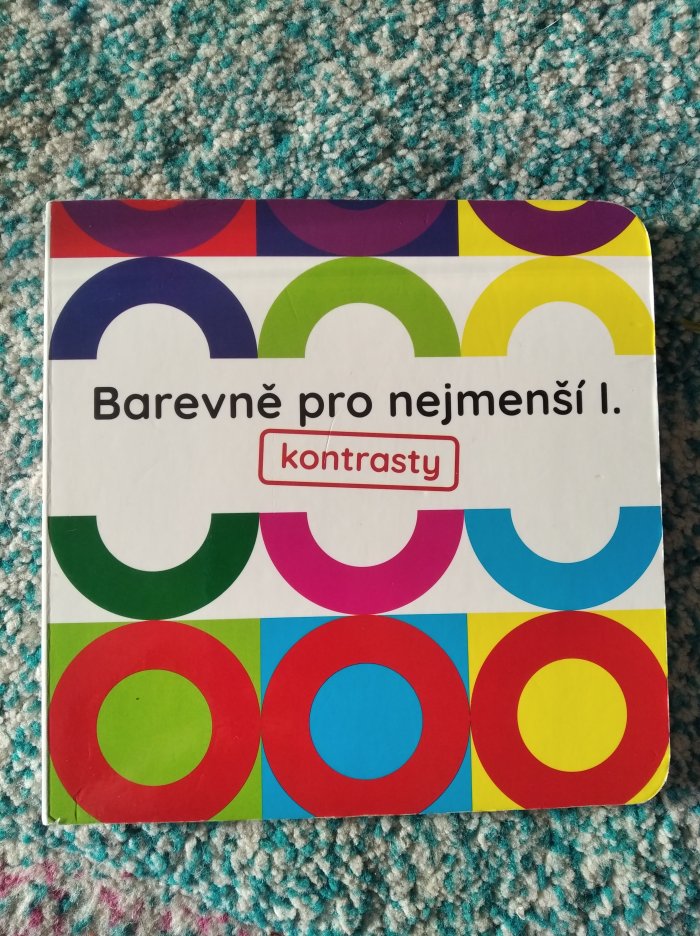 Barevně pro nejmenší I.
kontrasty